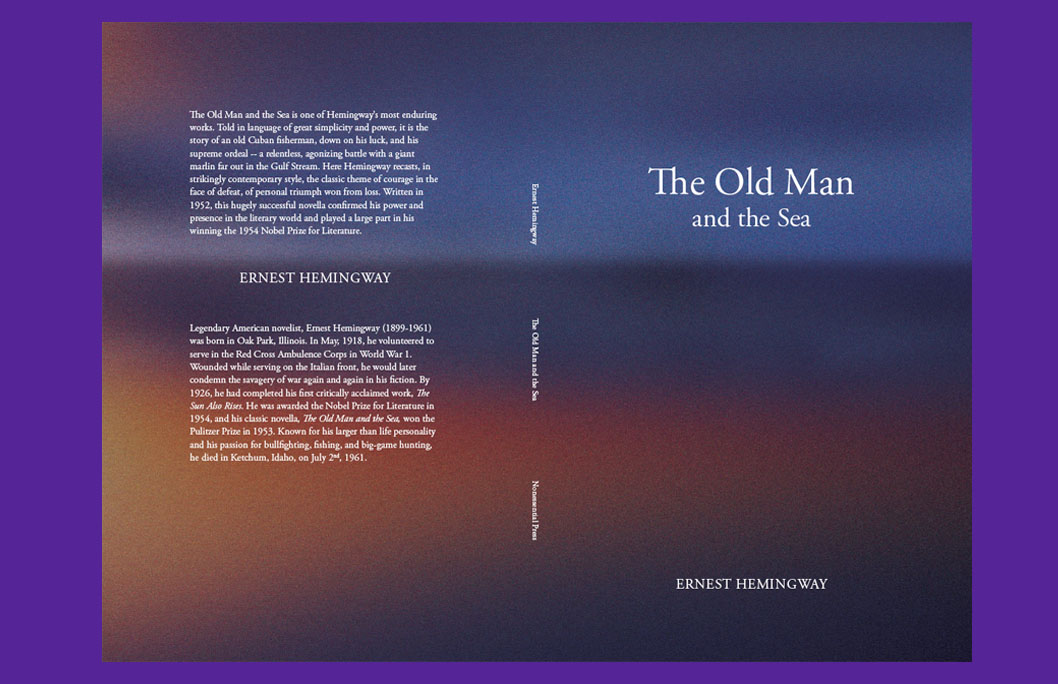 The Old Man and the Sea is one of Hemingway's most enduring
works. Told in language of great simplicity and power, it is the
story of an old Cuban fisherman, down on his luck, and his
supreme ordeal -- a relentless, agonizing battle with a giant
marlin far out in the Gulf Stream. Here Hemingway recasts, in
strikingly contemporary style, the classic theme of courage in the
face of defeat, of personal triumph won from loss. Written in
1952, this hugely successful novella confirmed his power and
presence in the literary world and played a large part in his
winning the 1954 Nobel Prize for Literature.
ERNEST HEMINGWAY
Legendary American novelist, Ernest Hemingway (1899-1961)
was born in Oak Park, Illinois. In May, 1918, he volunteered to
serve in the Red Cross Ambulence Corps in World War 1.
Wounded while serving on the Italian front, he would later
condemn the savagery of war again and again in his fiction. By
1926, he had completed his first critically acclaimed work, The
Sun Also Rises. He was awarded the Nobel Prize for Literature in
1954, and his classic novella, The Old Man and the Sea, won the
Pulitzer Prize in 1953. Known for his larger than life personality
and his passion for bullfighting, fishing, and big-game hunting,
he died in Ketchum, Idaho, on July 2nd, 1961.
Ernest Hemingway
The Old Man and the Sea
Nonessential Press
The Old Man
and the Sea
ERNEST HEMINGWAY